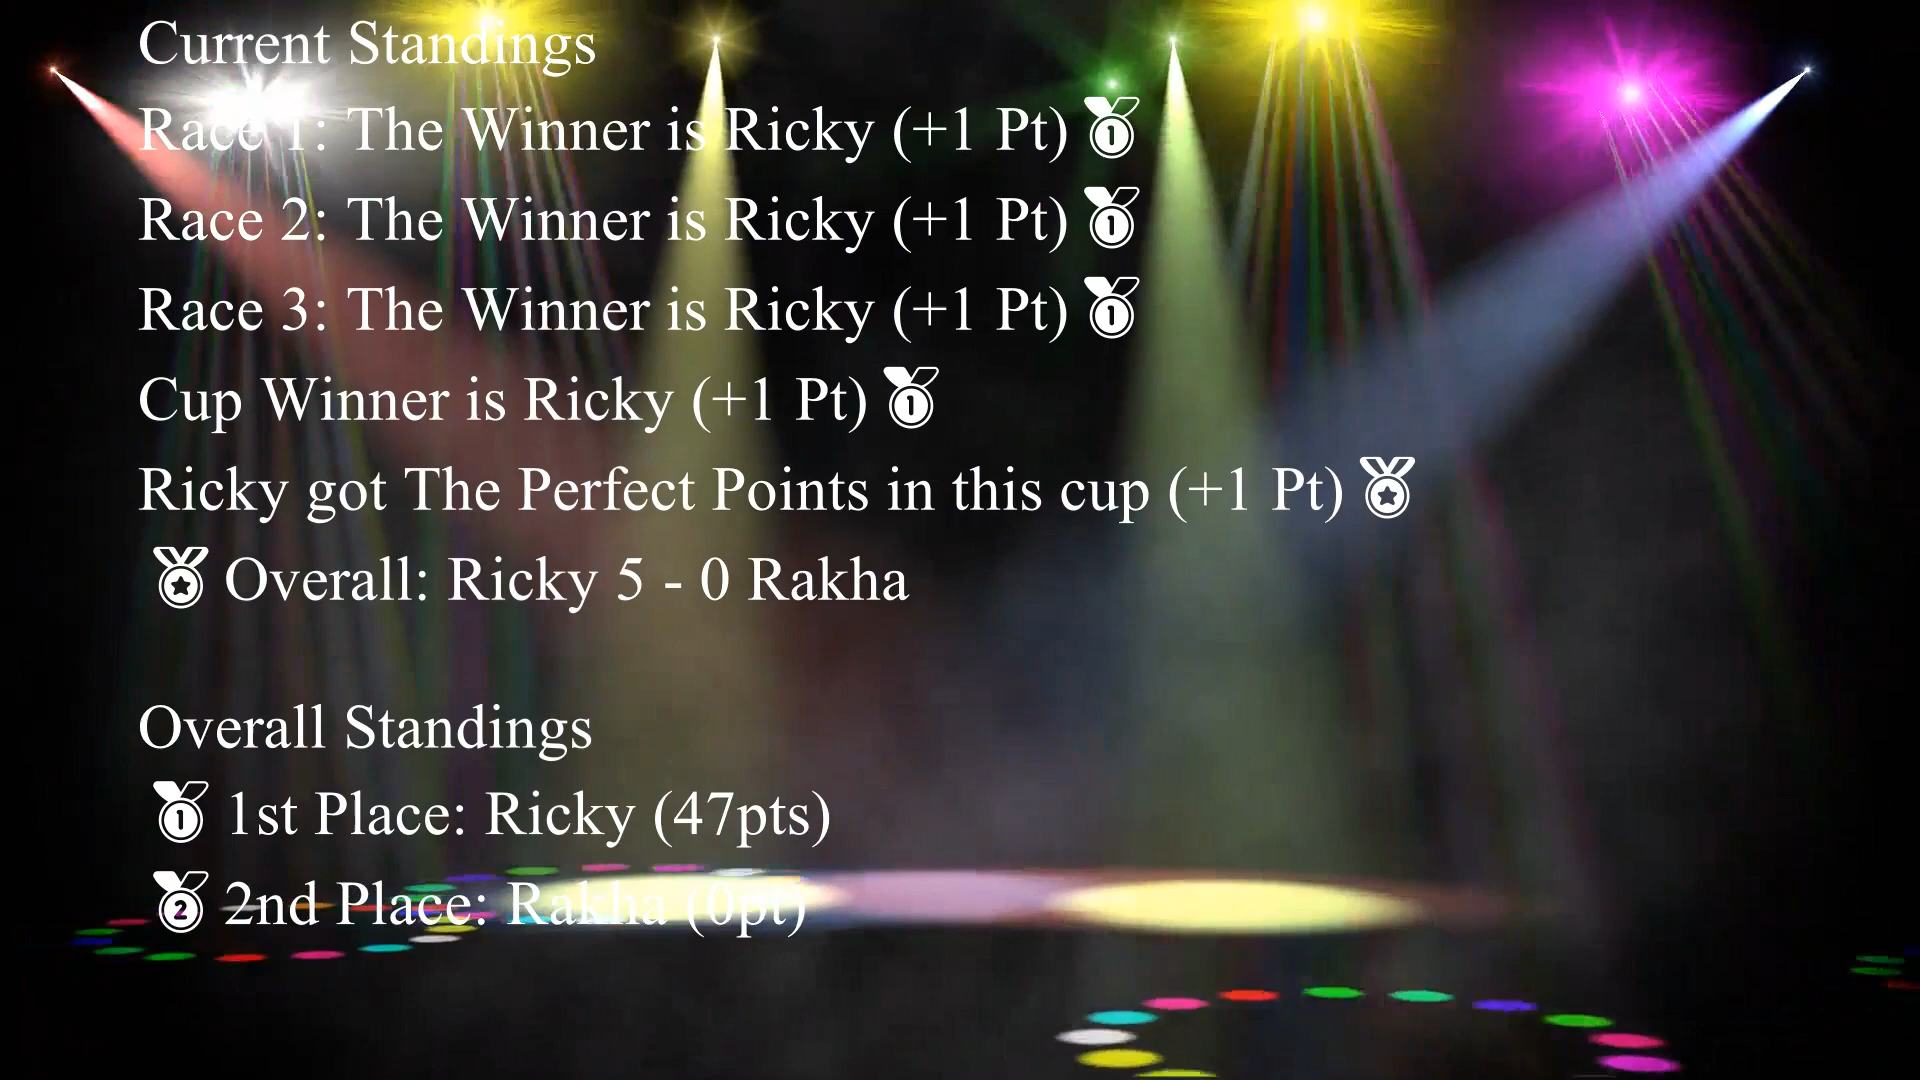 Current Standings
Race 1: The Winner is Ricky (+1 Pt) 🥇
Race 2: The Winner is Ricky (+1 Pt) 🥇
Race 3: The Winner is Ricky (+1 Pt) 🥇
Cup Winner is Ricky (+1 Pt) 🥇
Ricky got The Perfect Points in this cup (+1 Pt) 🏅
🏅 Overall: Ricky 5 - 0 Rakha
Overall Standings
🥇 1st Place: Ricky (47pts)
🥈 2nd Place: Rakha (0pt)